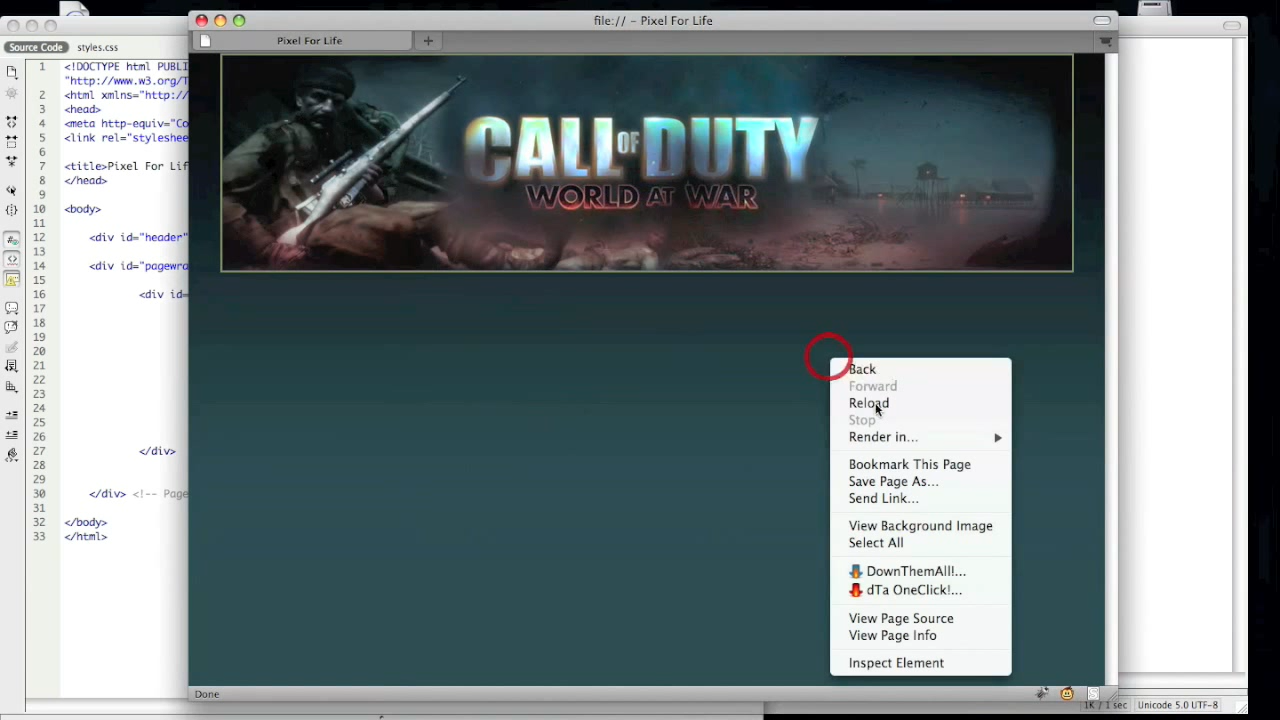 file:// – Pixel For Life
Pixel For Life
+
Source Code
styles.css
1 <!DOCTYPE html PUBL
"http://www.w3.org/T
2 <html xmlns="http://
3 <head>
4 <meta http-equiv="Co
5 <link rel="styleshee
6
7 <title>Pixel For Lif
8 </head>
9
10 <body>
11
12 <div id="header"
13
14 <div id="pagewra
15
16 <div id=
17
18
19
20
21
22
23
24
25
26
27 </div>
28
29
30 </div> <!-- Page
31
32 </body>
33 </html>
CALL OF DUTY
WORLD AT WAR
Back
Forward
Reload
Stop
Render in...
Bookmark This Page
Save Page As...
Send Link...
View Background Image
Select All
DownThemAll!...
dTa OneClick!...
View Page Source
View Page Info
Inspect Element
Done
1K / 1 sec
Unicode 5.0 UTF-8